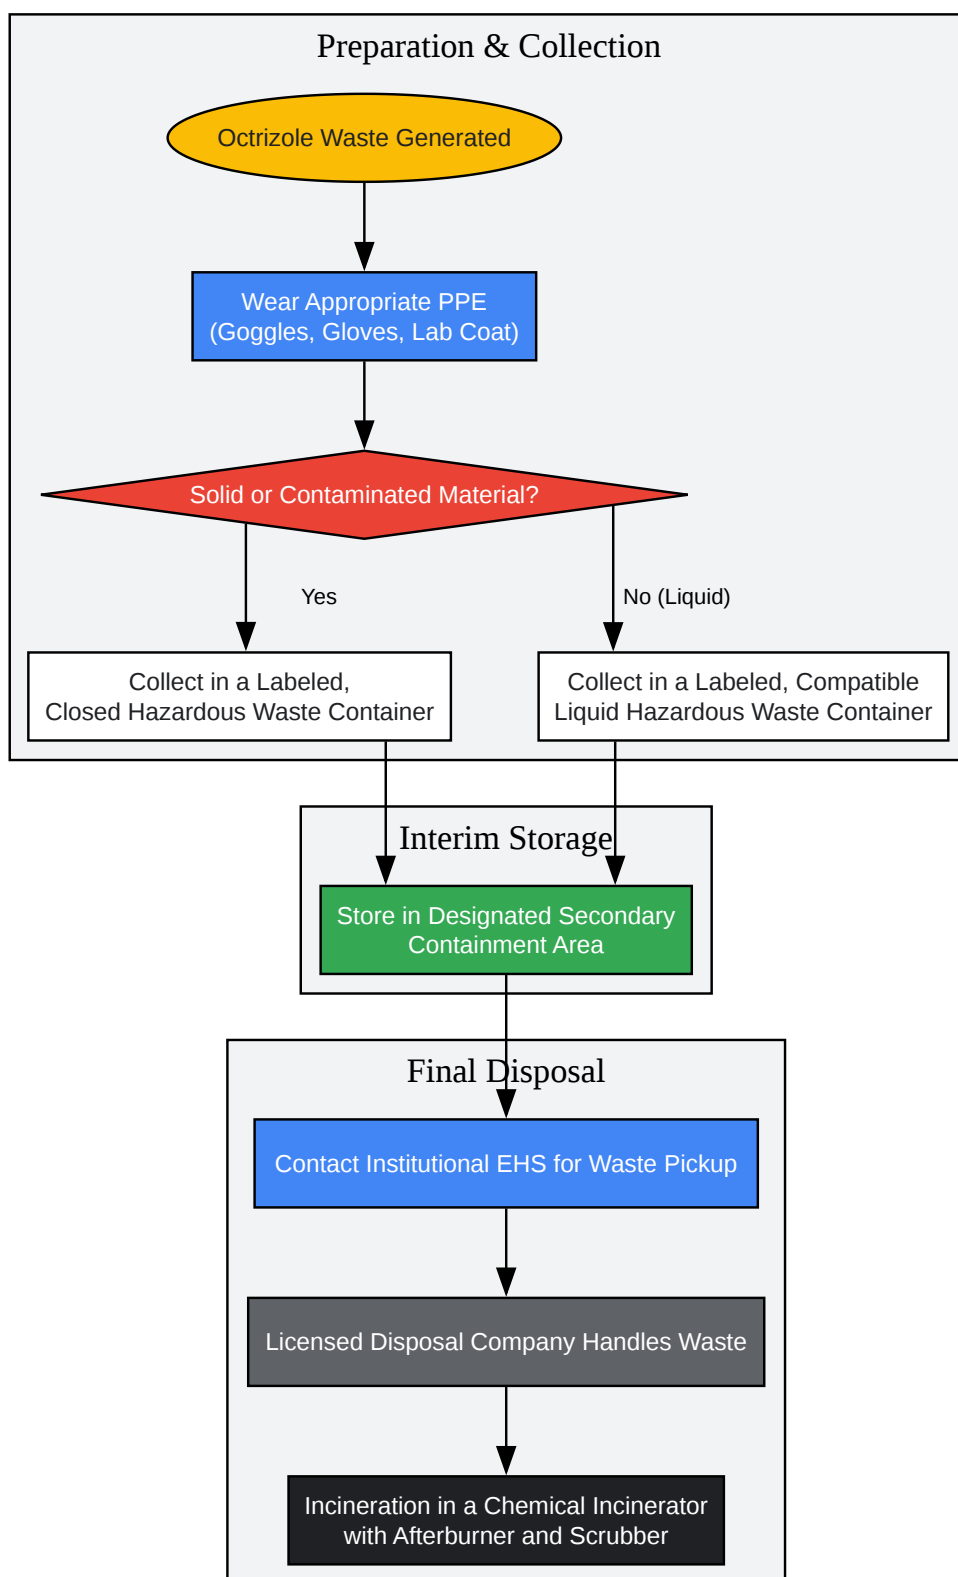 Preparation & Collection
Octrizole Waste Generated
Wear Appropriate PPE
(Goggles, Gloves, Lab Coat)
Solid or Contaminated Material?
Yes
No (Liquid)
Collect in a Labeled,
Closed Hazardous Waste Container
Collect in a Labeled, Compatible
Liquid Hazardous Waste Container
Interim Storage
Store in Designated Secondary
Containment Area
Final Disposal
Contact Institutional EHS for Waste Pickup
Licensed Disposal Company Handles Waste
Incineration in a Chemical Incinerator
with Afterburner and Scrubber